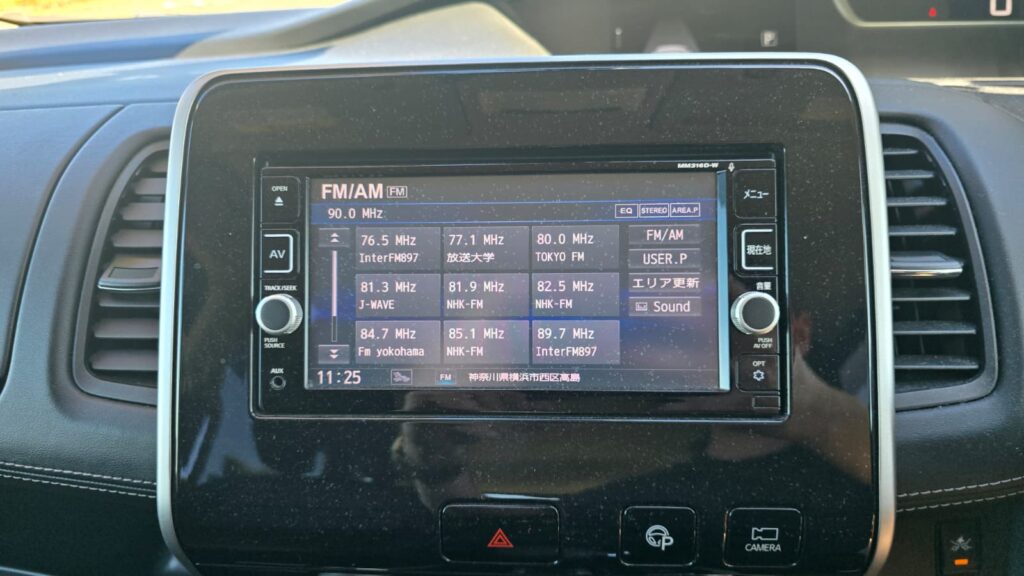 0
P
MM316D-W
OPEN
FM/AM FM
メニュー
90.0 MHz
EQ STEREO AREA.P
AV
76.5 MHz
InterFM897
77.1 MHz
放送大学
80.0 MHz
TOKYO FM
FM/AM
USER.P
現在地
81.3 MHz
J-WAVE
81.9 MHz
NHK-FM
82.5 MHz
NHK-FM
エリア更新
Sound
TRACK/SEEK
音量
84.7 MHz
Fm yokohama
85.1 MHz
NHK-FM
89.7 MHz
InterFM897
PUSH
SOURCE
PUSH
AV OFF
OPT
AUX
11:25
FM
神奈川県横浜市西区高島
P
CAMERA